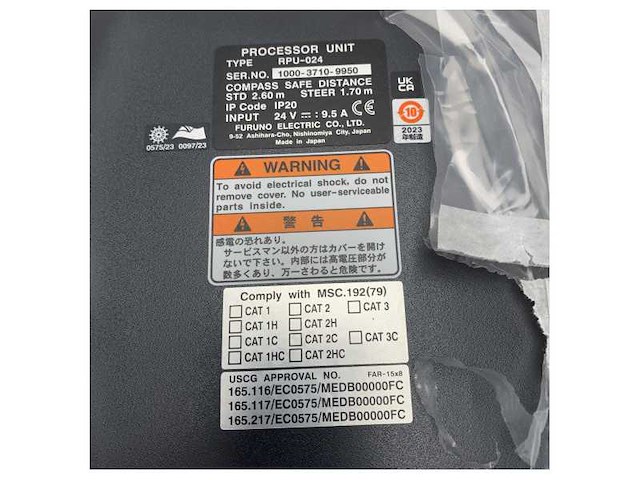 PROCESSOR UNIT
TYPE RPU-024
SER.NO. 1000-3710-9950
COMPASS SAFE DISTANCE
STD 2.60 m STEER 1.70 m
IP Code IP20
INPUT 24 V ⎓ 9.5 A CE
FURUNO ELECTRIC CO., LTD.
9-52 Ashihara-Cho, Nishinomiya City, Japan
Made in Japan
UK
CA
10
2023
年制造
0575/23 0097/23
WARNING
To avoid electrical shock, do not
remove cover. No user-serviceable
parts inside.
警告
感電の恐れあり。
サービスマン以外の方はカバーを開け
ないで下さい。内部には高電圧部分が
数多くあり、万一さわると危険です。
Comply with MSC.192(79)
CAT 1 CAT 2 CAT 3
CAT 1H CAT 2H
CAT 1C CAT 2C CAT 3C
CAT 1HC CAT 2HC
USCG APPROVAL NO. FAR-15x8
165.116/EC0575/MEDB00000FC
165.117/EC0575/MEDB00000FC
165.217/EC0575/MEDB00000FC